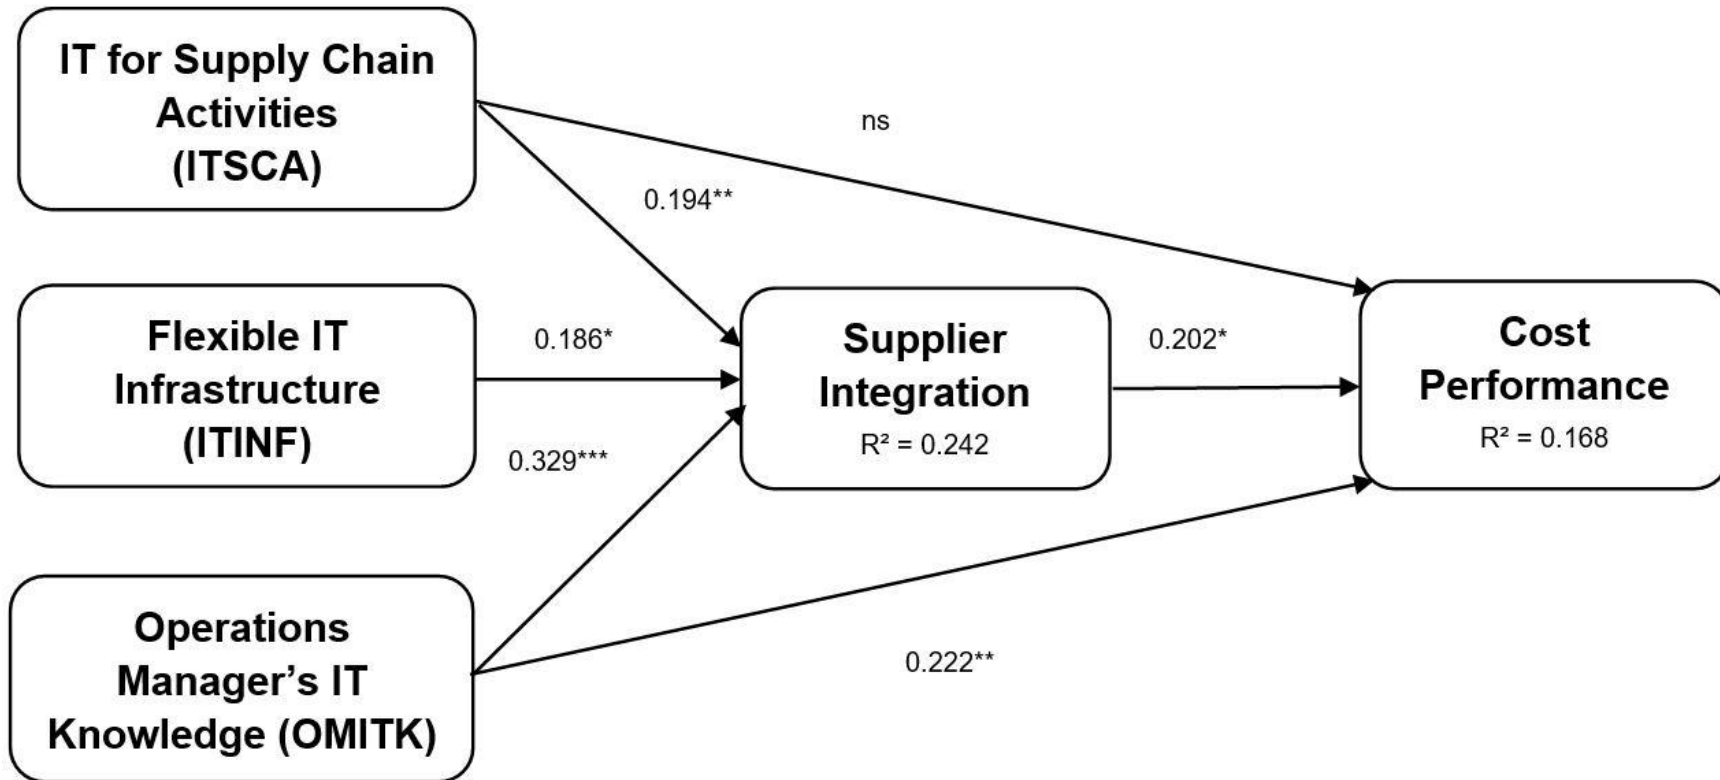 IT for Supply Chain
Activities
(ITSCA)
ns
0.194**
Flexible IT
Infrastructure
(ITINF)
0.186*
0.329***
Supplier
Integration
R² = 0.242
0.202*
Cost
Performance
R² = 0.168
Operations
Manager’s IT
Knowledge (OMITK)
0.222**